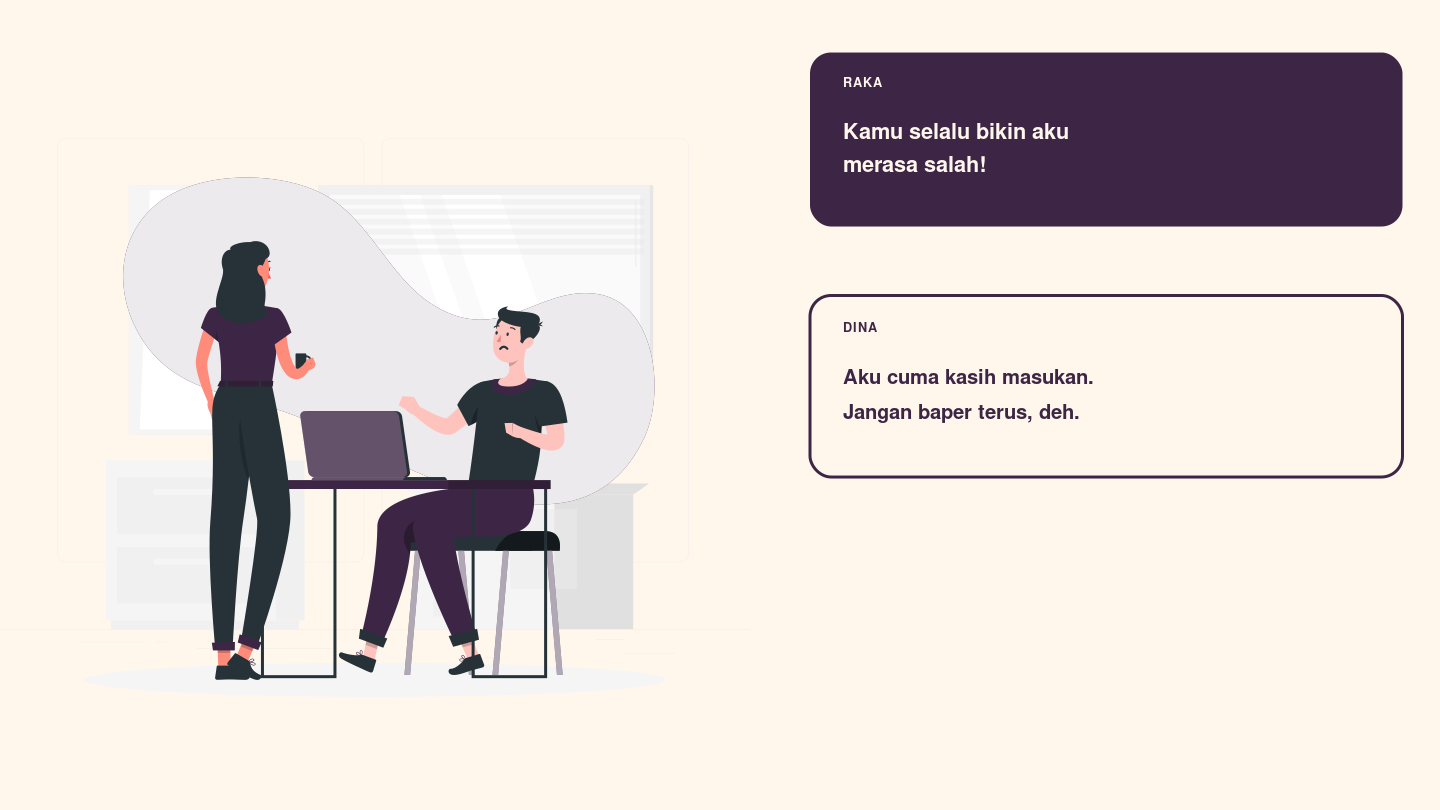 RAKA
Kamu selalu bikin aku
merasa salah!
DINA
Aku cuma kasih masukan.
Jangan baper terus, deh.